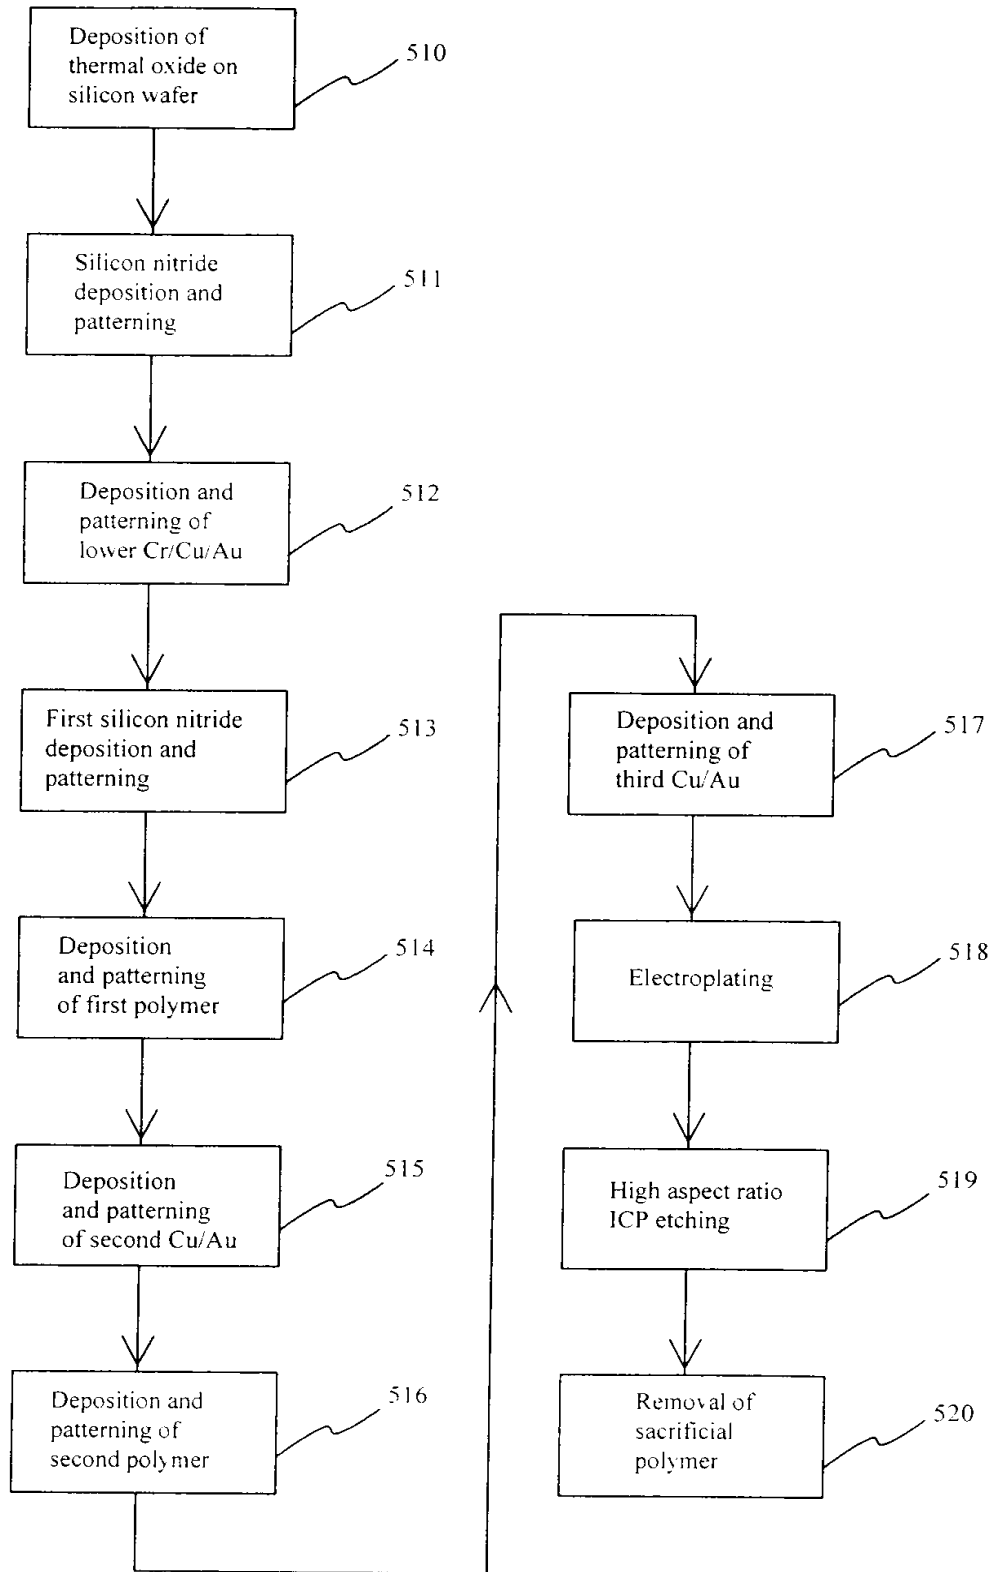 Deposition of
thermal oxide on
silicon wafer
510
Silicon nitride
deposition and
patterning
511
Deposition and
patterning of
lower Cr/Cu/Au
512
First silicon nitride
deposition and
patterning
513
Deposition
and patterning
of first polymer
514
Deposition
and patterning
of second Cu/Au
515
Deposition and
patterning of
second polymer
516
Deposition and
patterning of
third Cu/Au
517
Electroplating
518
High aspect ratio
ICP etching
519
Removal of
sacrificial
polymer
520